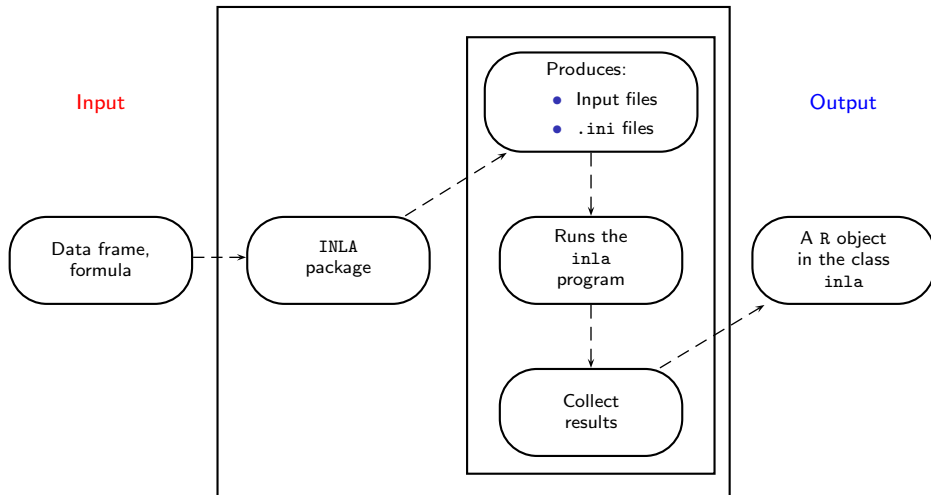 Input
Data frame,
formula
INLA
package
Produces:
Input files
.ini files
Runs the
inla
program
Collect
results
Output
A R object
in the class
inla